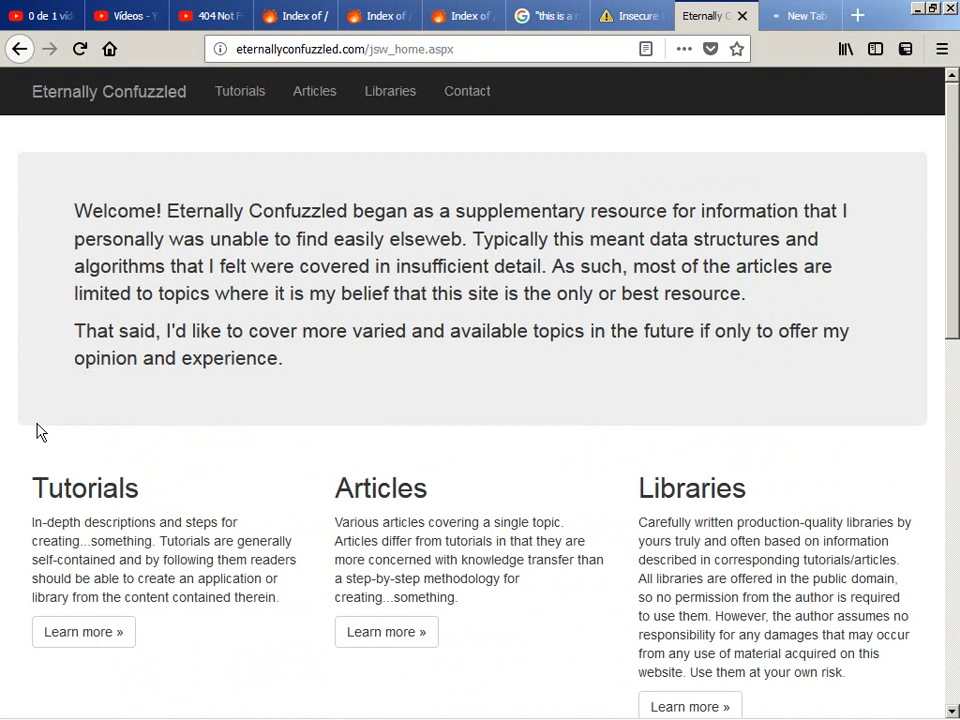 0 de 1 víd
Vídeos - Y
404 Not F
Index of /
Index of /
Index of /
"this is a r
Insecure C
Eternally C
New Tab
eternallyconfuzzled.com/jsw_home.aspx
Eternally Confuzzled Tutorials Articles Libraries Contact
Welcome! Eternally Confuzzled began as a supplementary resource for information that I
personally was unable to find easily elseweb. Typically this meant data structures and
algorithms that I felt were covered in insufficient detail. As such, most of the articles are
limited to topics where it is my belief that this site is the only or best resource.
That said, I'd like to cover more varied and available topics in the future if only to offer my
opinion and experience.
Tutorials
In-depth descriptions and steps for
creating...something. Tutorials are generally
self-contained and by following them readers
should be able to create an application or
library from the content contained therein.
Learn more »
Articles
Various articles covering a single topic.
Articles differ from tutorials in that they are
more concerned with knowledge transfer than
a step-by-step methodology for
creating...something.
Learn more »
Libraries
Carefully written production-quality libraries by
yours truly and often based on information
described in corresponding tutorials/articles.
All libraries are offered in the public domain,
so no permission from the author is required
to use them. However, the author assumes no
responsibility for any damages that may occur
from any use of material acquired on this
website. Use them at your own risk.
Learn more »